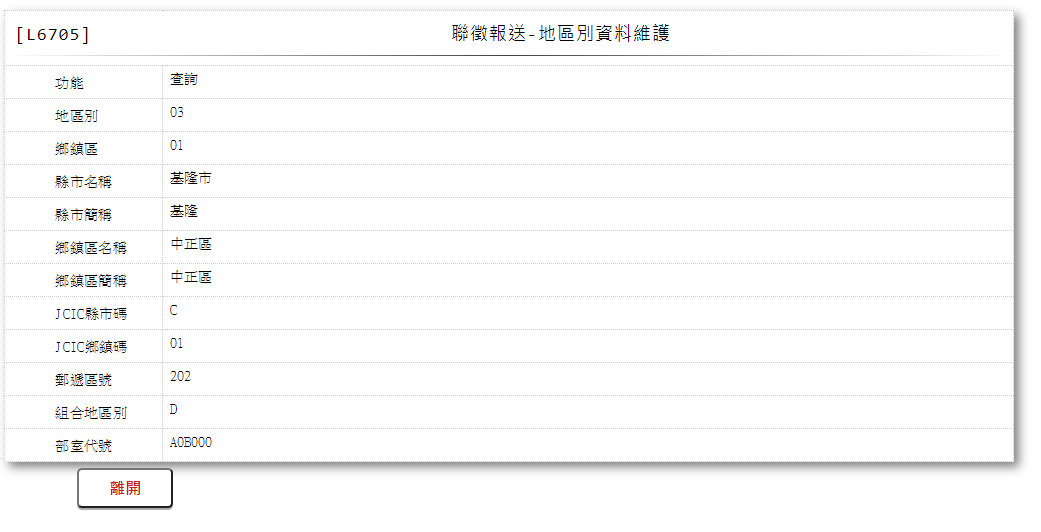 [L6705] 聯徵報送-地區別資料維護
功能 查詢
地區別 03
鄉鎮區 01
縣市名稱 基隆市
縣市簡稱 基隆
鄉鎮區名稱 中正區
鄉鎮區簡稱 中正區
JCIC縣市碼 C
JCIC鄉鎮碼 01
郵遞區號 202
組合地區別 D
部室代號 A0B000
離開